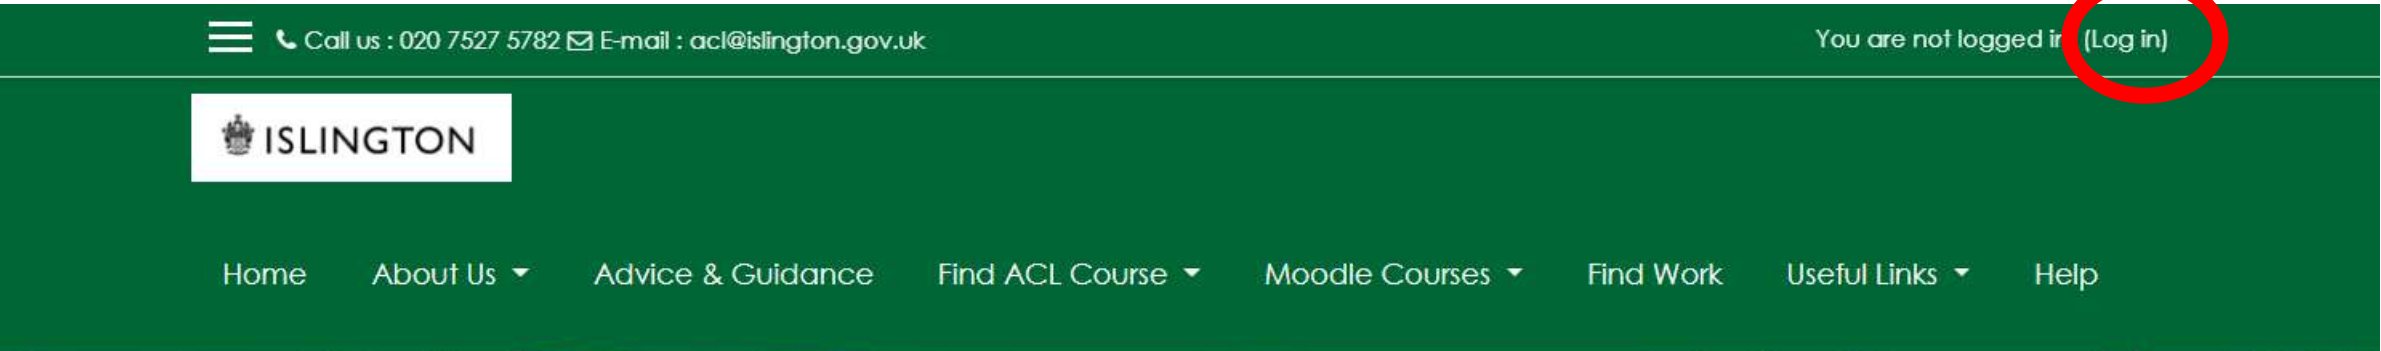 Call us : 020 7527 5782 E-mail : acl@islington.gov.uk
You are not logged in (Log in)
ISLINGTON
Home About Us Advice & Guidance Find ACL Course Moodle Courses Find Work Useful Links Help